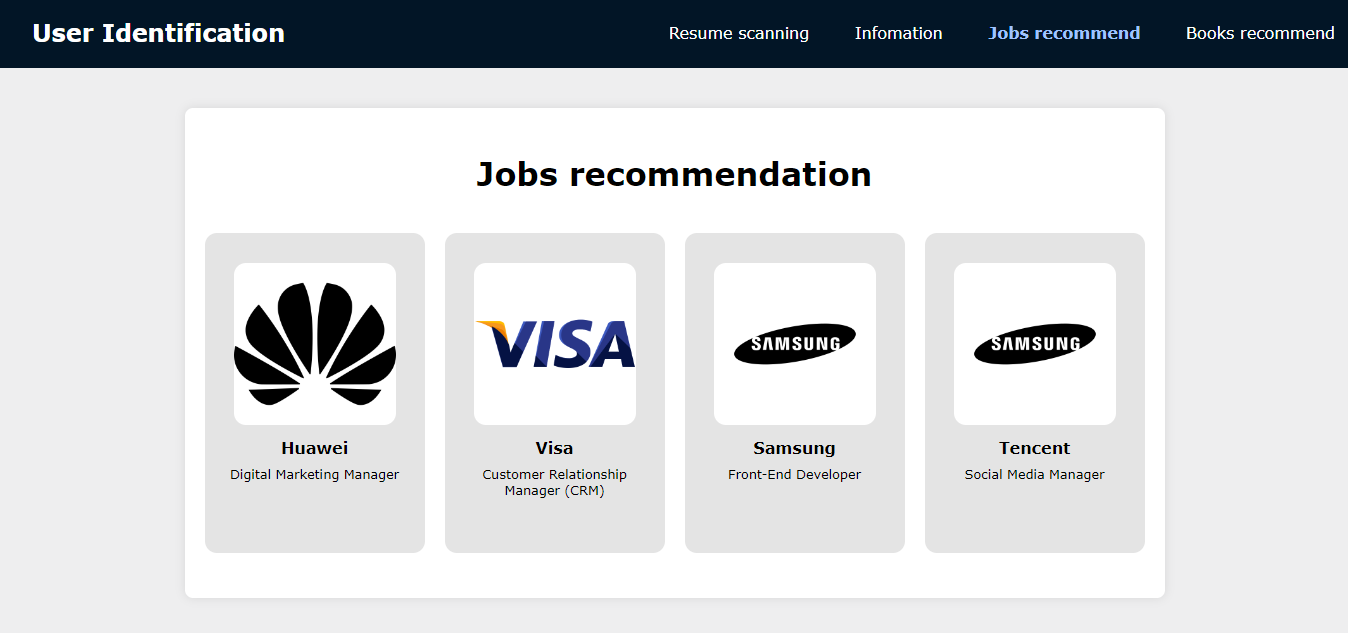 User Identification
Resume scanning
Infomation
Jobs recommend
Books recommend
Jobs recommendation
VISA
SAMSUNG
SAMSUNG
Huawei
Visa
Samsung
Tencent
Digital Marketing Manager
Customer Relationship
Manager (CRM)
Front-End Developer
Social Media Manager